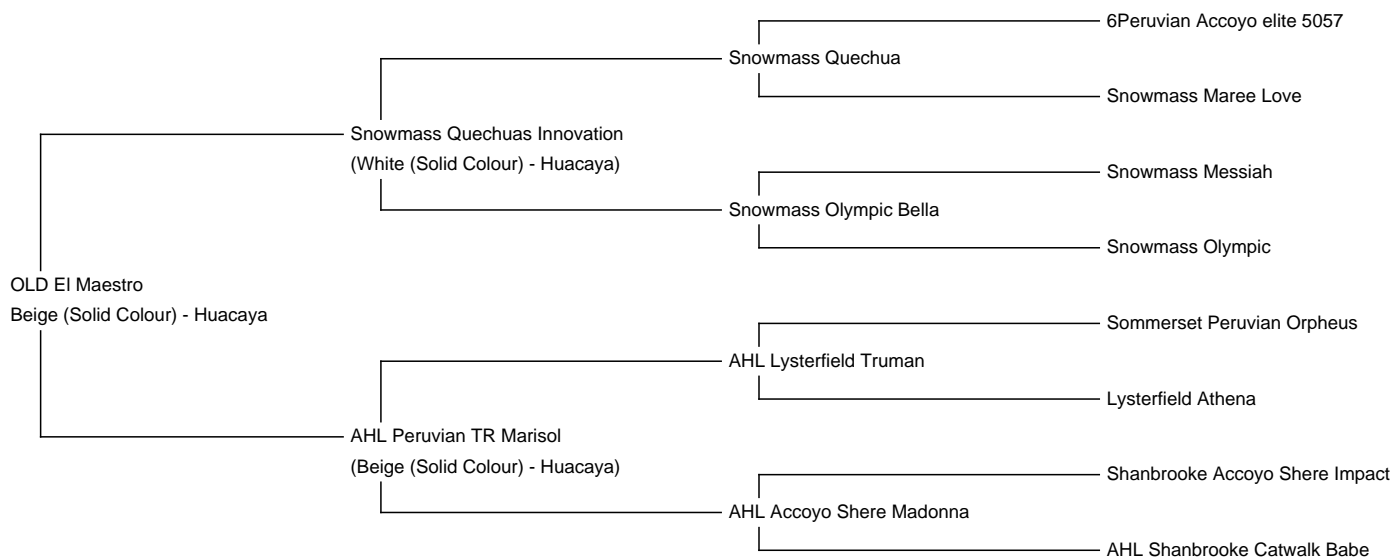 6Peruvian Accoyo elite 5057
Snowmass Quechua
Snowmass Maree Love
Snowmass Quechuas Innovation
(White (Solid Colour) - Huacaya)
Snowmass Messiah
Snowmass Olympic Bella
Snowmass Olympic
OLD El Maestro
Beige (Solid Colour) - Huacaya
Sommerset Peruvian Orpheus
AHL Lysterfield Truman
Lysterfield Athena
AHL Peruvian TR Marisol
(Beige (Solid Colour) - Huacaya)
Shanbrooke Accoyo Shere Impact
AHL Accoyo Shere Madonna
AHL Shanbrooke Catwalk Babe